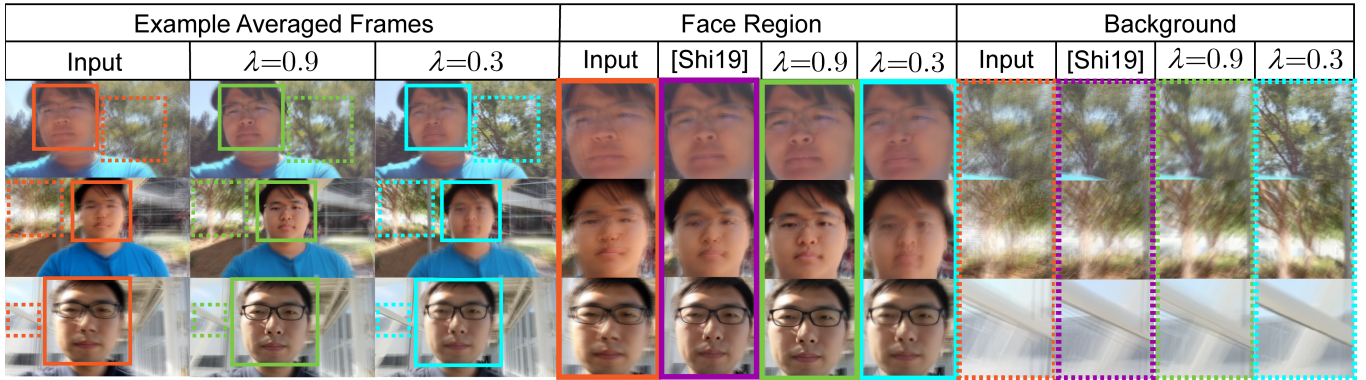 Example Averaged Frames Face Region Background
Input λ=0.9 λ=0.3 Input [Shi19] λ=0.9 λ=0.3 Input [Shi19] λ=0.9 λ=0.3